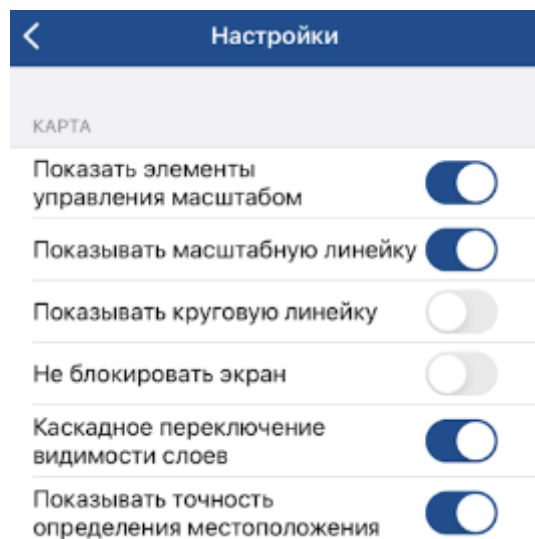 Настройки
КАРТА
Показать элементы
управления масштабом
Показывать масштабную линейку
Показывать круговую линейку
Не блокировать экран
Каскадное переключение
видимости слоев
Показывать точность
определения местоположения